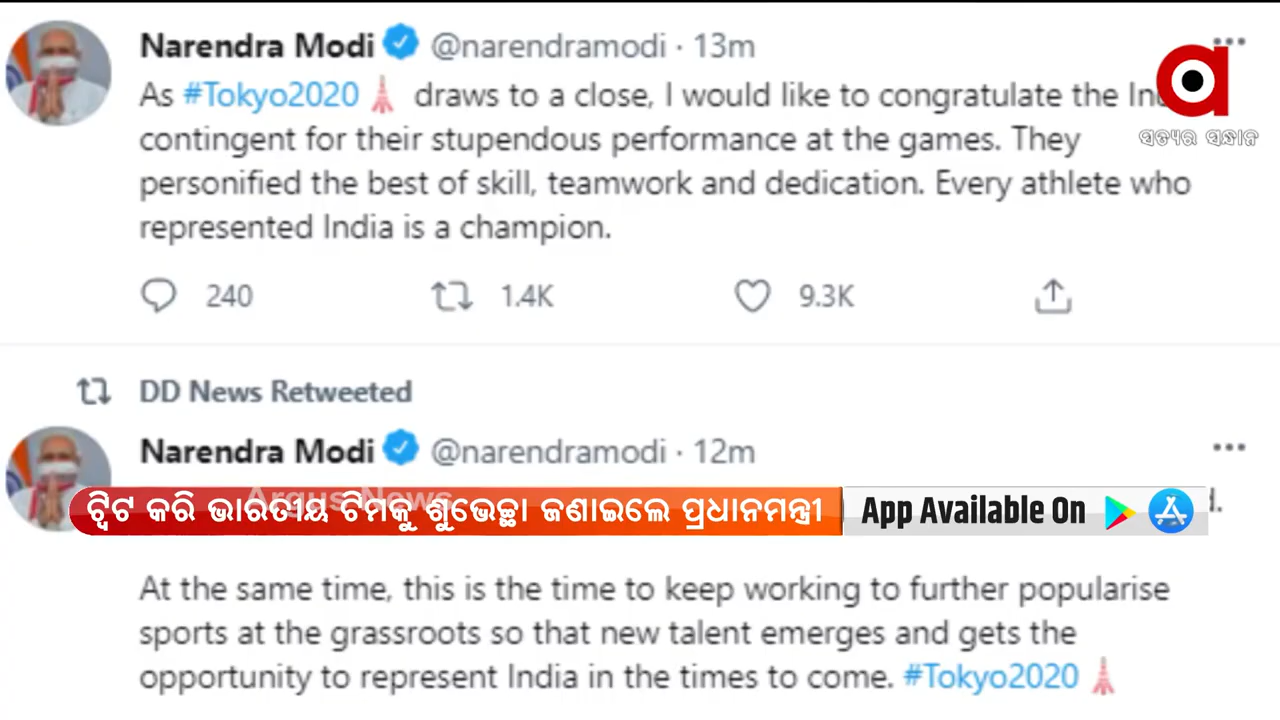 Narendra Modi @narendramodi · 13m
As #Tokyo2020 draws to a close, I would like to congratulate the
contingent for their stupendous performance at the games. They
personified the best of skill, teamwork and dedication. Every athlete who
represented India is a champion.
ସତ୍ୟର ସନ୍ଧାନ
240 1.4K 9.3K
DD News Retweeted
Narendra Modi @narendramodi · 12m
Argus News
ଟ୍ୱିଟ କରି ଭାରତୀୟ ଟିମକୁ ଶୁଭେଚ୍ଛା ଜଣାଇଲେ ପ୍ରଧାନମନ୍ତ୍ରୀ
App Available On
At the same time, this is the time to keep working to further popularise
sports at the grassroots so that new talent emerges and gets the
opportunity to represent India in the times to come. #Tokyo2020